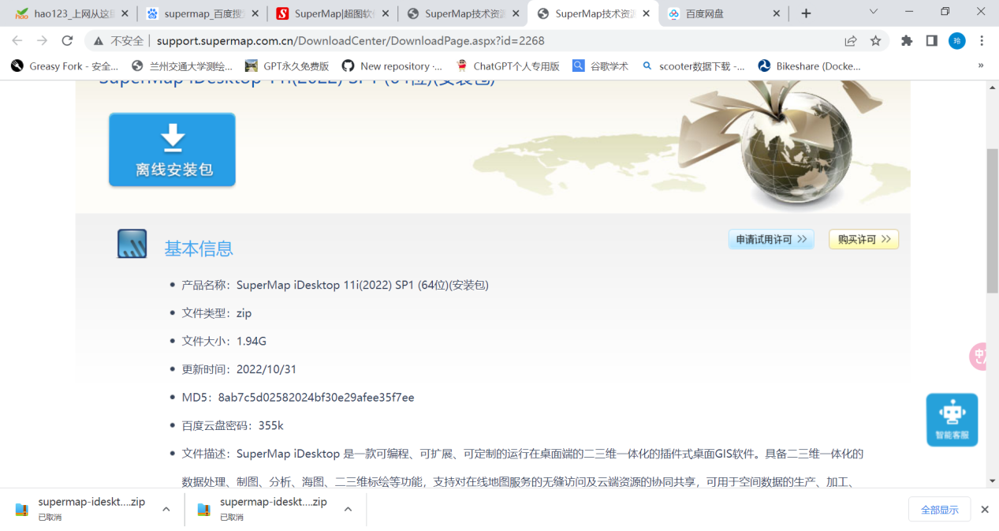 hao123_上网从这
supermap_百度搜
SuperMap|超图软
SuperMap技术资
SuperMap技术资
百度网盘
不安全 | support.supermap.com.cn/DownloadCenter/DownloadPage.aspx?id=2268
玲
Greasy Fork - 安全...
兰州交通大学测绘...
GPT永久免费版
New repository ·...
ChatGPT个人专用版
谷歌学术
scooter数据下载 -...
Bikeshare (Docke...
»
SuperMap iDesktop 11i(2022) SP1 (64位)(安装包)
离线安装包
基本信息
申请试用许可 >>
购买许可 >>
• 产品名称：SuperMap iDesktop 11i(2022) SP1 (64位)(安装包)
• 文件类型：zip
• 文件大小：1.94G
• 更新时间：2022/10/31
• MD5：8ab7c5d02582024bf30e29afee35f7ee
• 百度云盘密码：355k
• 文件描述：SuperMap iDesktop 是一款可编程、可扩展、可定制的运行在桌面端的二三维一体化的插件式桌面GIS软件。具备二三维一体化的
数据处理、制图、分析、海图、二三维标绘等功能，支持对在线地图服务的无缝访问及云端资源的协同共享，可用于空间数据的生产、加工、
智能客服
supermap-ideskt....zip
已取消
supermap-ideskt....zip
已取消
全部显示